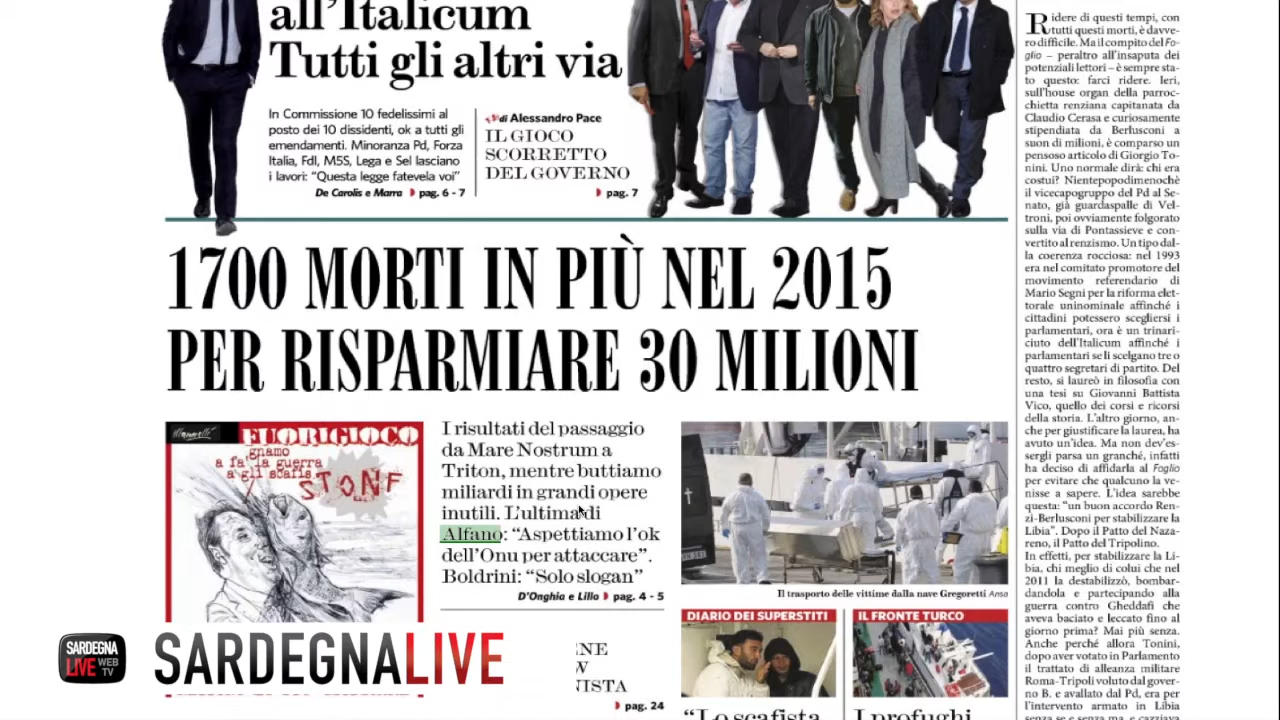 all'Italicum
Tutti gli altri via
In Commissione 10 fedelissimi al
posto dei 10 dissidenti, ok a tutti gli
emendamenti. Minoranza Pd, Forza
Italia, FdI, M5S, Lega e Sel lasciano
i lavori: “Questa legge fatevela voi”
De Carolis e Marra pag. 6 - 7
di Alessandro Pace
IL GIOCO
SCORRETTO
DEL GOVERNO
pag. 7
1700 MORTI IN PIÙ NEL 2015
PER RISPARMIARE 30 MILIONI
FUORIGIOCO
gnamo
a fa' la guerra
a gli scafis
STONF
I risultati del passaggio
da Mare Nostrum a
Triton, mentre buttiamo
miliardi in grandi opere
inutili. L'ultima di
Alfano: “Aspettiamo l'ok
dell'Onu per attaccare”.
Boldrini: “Solo slogan”
D'Onghia e Lillo pag. 4 - 5
Il trasporto delle vittime dalla nave Gregoretti Ansa
DIARIO DEI SUPERSTITI
“Lo scafista
IL FRONTE TURCO
I profughi
NE
W
NISTA
pag. 24
SARDEGNA
LIVE WEB TV
SARDEGNALIVE
Ridere di questi tempi, con
tutti questi morti, è davve-
ro difficile. Ma il compito del Fo-
glio – peraltro all'insaputa dei
potenziali lettori – è sempre sta-
to questo: farci ridere. Ieri,
sull'house organ della parroc-
chietta renziana capitanata da
Claudio Cerasa e curiosamente
stipendiata da Berlusconi a
suon di milioni, è comparso un
pensoso articolo di Giorgio To-
nini. Uno normale dirà: chi era
costui? Nientepopodimenochè
il vicecapogruppo del Pd al Se-
nato, già guardaspalle di Vel-
troni, poi ovviamente folgorato
sulla via di Pontassieve e con-
vertito al renzismo. Un tipo dal-
la coerenza rocciosa: nel 1993
era nel comitato promotore del
movimento referendario di
Mario Segni per la riforma elet-
torale uninominale affinché i
cittadini potessero scegliersi i
parlamentari, ora è un trinari-
ciuto dell'Italicum affinché i
parlamentari se li scelgano tre o
quattro segretari di partito. Del
resto, si laureò in filosofia con
una tesi su Giovanni Battista
Vico, quello dei corsi e ricorsi
della storia. L'altro giorno, an-
che per giustificare la laurea, ha
avuto un'idea. Ma non dev'es-
sergli parsa un granché, infatti
ha deciso di affidarla al Foglio
per evitare che qualcuno la ve-
nisse a sapere. L'idea sarebbe
questa: “un buon accordo Ren-
zi-Berlusconi per stabilizzare la
Libia”. Dopo il Patto del Naza-
reno, il Patto del Tripolino.
In effetti, per stabilizzare la Li-
bia, chi meglio di colui che nel
2011 la destabilizzò, bombar-
dandola e partecipando alla
guerra contro Gheddafi che
aveva baciato e leccato fino al
giorno prima? Mai più senza.
Anche perché allora Tonini,
dopo aver votato in Parlamento
il trattato di alleanza militare
Roma-Tripoli voluto dal gover-
no B. e avallato dal Pd, era per
l'intervento armato in Libia
senza se e senza ma, e cazziava